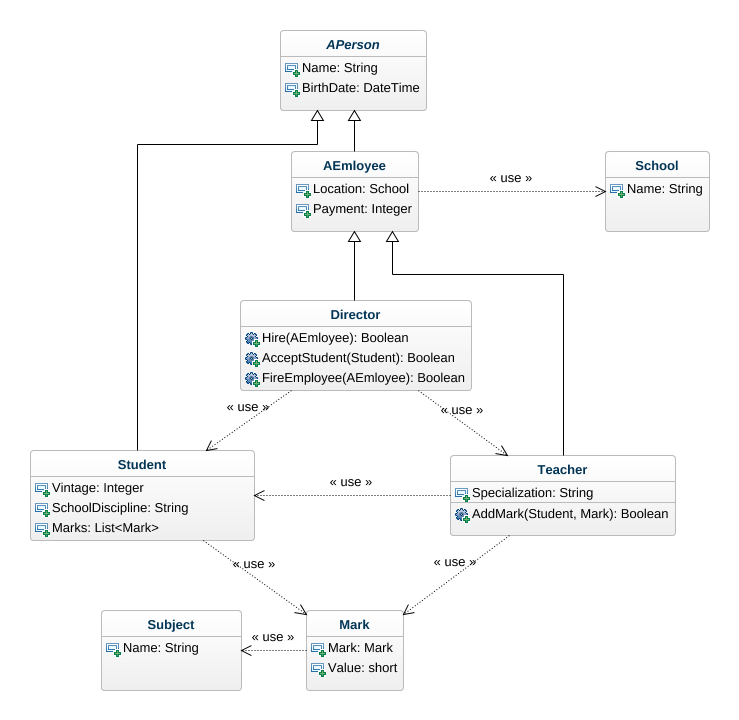 APerson
Name: String
BirthDate: DateTime
AEmloyee
Location: School
Payment: Integer
« use »
School
Name: String
Director
Hire(AEmloyee): Boolean
AcceptStudent(Student): Boolean
FireEmployee(AEmloyee): Boolean
« use »
« use »
Student
Vintage: Integer
SchoolDiscipline: String
Marks: List<Mark>
« use »
Teacher
Specialization: String
AddMark(Student, Mark): Boolean
« use »
« use »
Subject
Name: String
« use »
Mark
Mark: Mark
Value: short